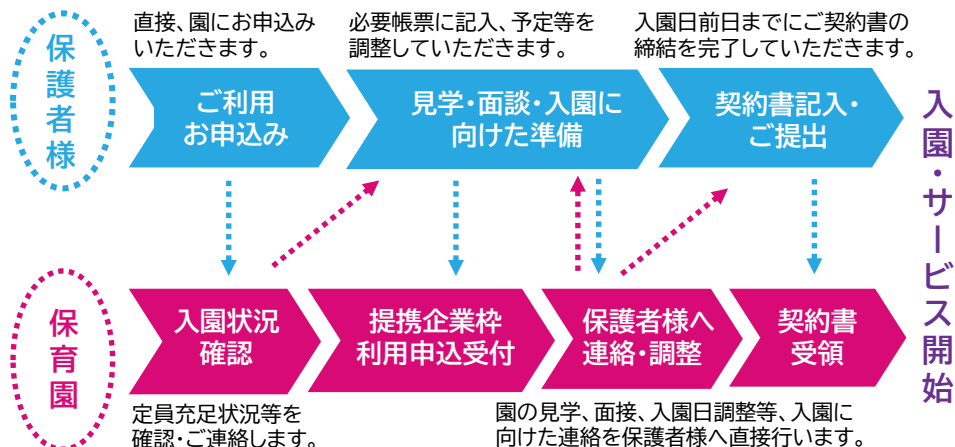 保護者様
直接、園にお申込み
いただきます。
必要帳票に記入、予定等を
調整していただきます。
入園日前日までにご契約書の
締結を完了していただきます。
ご利用
お申込み
見学・面談・入園に
向けた準備
契約書記入・
ご提出
入園・サービス開始
保育園
入園状況
確認
提携企業枠
利用申込受付
保護者様へ
連絡・調整
契約書
受領
定員充足状況等を
確認・ご連絡します。
園の見学、面接、入園日調整等、入園に
向けた連絡を保護者様へ直接行います。